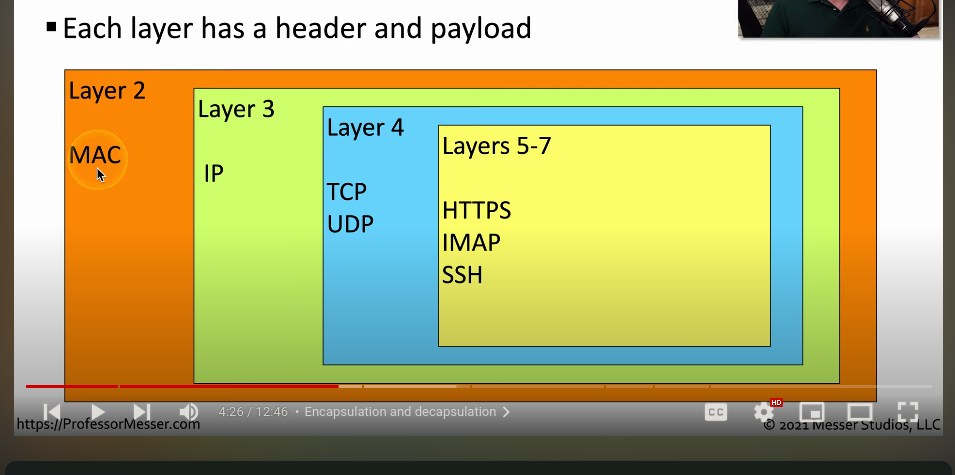 ▪ Each layer has a header and payload
Layer 2
MAC
Layer 3
IP
Layer 4
TCP
UDP
Layers 5-7
HTTPS
IMAP
SSH
4:26 / 12:46 • Encapsulation and decapsulation
CC
HD
https://ProfessorMesser.com
© 2021 Messer Studios, LLC